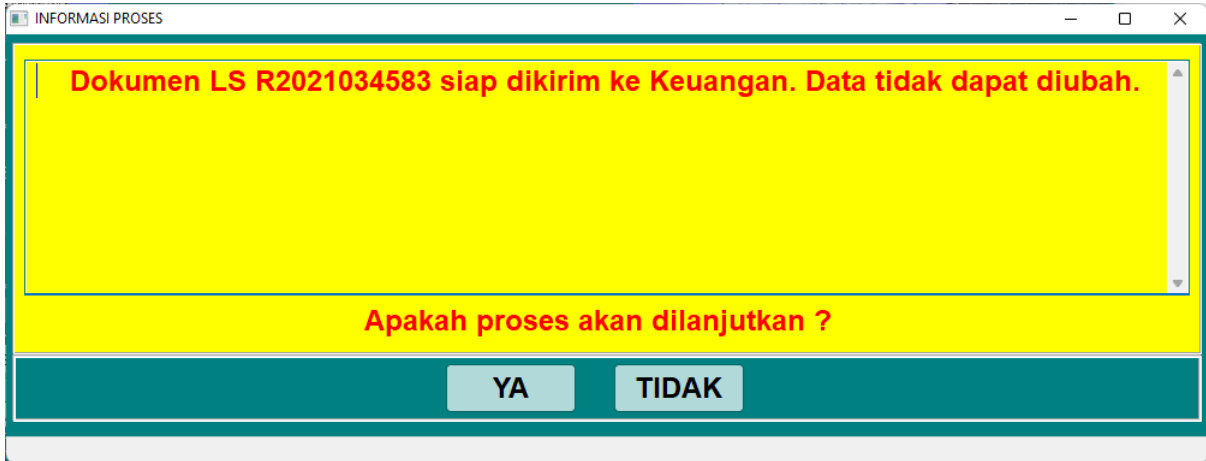 INFORMASI PROSES
Dokumen LS R2021034583 siap dikirim ke Keuangan. Data tidak dapat diubah.
Apakah proses akan dilanjutkan ?
YA
TIDAK